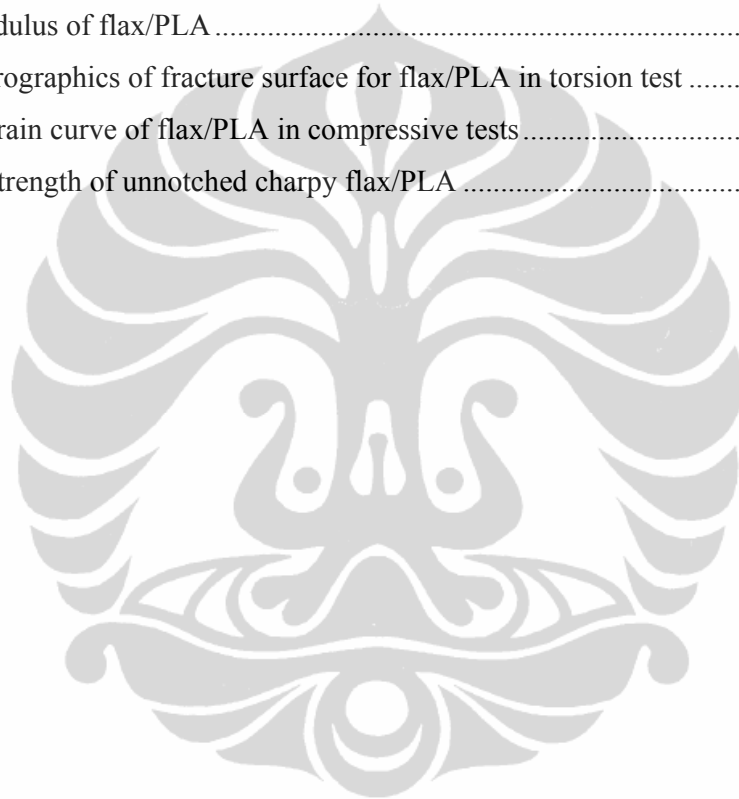 dulus of flax/PLA ........................................................................
rographics of fracture surface for flax/PLA in torsion test .......
rain curve of flax/PLA in compressive tests..............................
trength of unnotched charpy flax/PLA ......................................